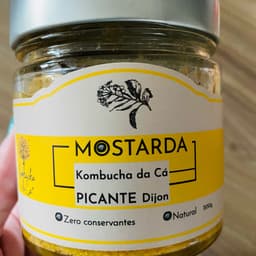 MOSTARDA
Kombucha da Cá
PICANTE Dijon
Zero conservantes
Natural